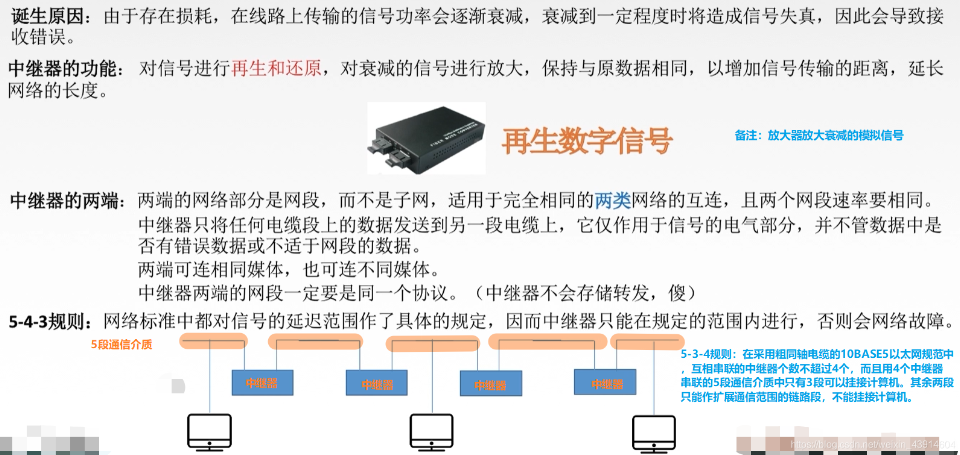 诞生原因：由于存在损耗，在线路上传输的信号功率会逐渐衰减，衰减到一定程度时将造成信号失真，因此会导致接
收错误。
中继器的功能：对信号进行再生和还原，对衰减的信号进行放大，保持与原数据相同，以增加信号传输的距离，延长
网络的长度。
再生数字信号
备注：放大器放大衰减的模拟信号
中继器的两端：两端的网络部分是网段，而不是子网，适用于完全相同的两类网络的互连，且两个网段速率要相同。
中继器只将任何电缆段上的数据发送到另一段电缆上，它仅作用于信号的电气部分，并不管数据中是
否有错误数据或不适于网段的数据。
两端可连相同媒体，也可连不同媒体。
中继器两端的网段一定要是同一个协议。（中继器不会存储转发，傻）
5-4-3规则：网络标准中都对信号的延迟范围作了具体的规定，因而中继器只能在规定的范围内进行，否则会网络故障。
5段通信介质
中继器 中继器 中继器 中继器
5-3-4规则：在采用粗同轴电缆的10BASE5以太网规范中
，互相串联的中继器个数不超过4个，而且用4个中继器
串联的5段通信介质中只有3段可以挂接计算机。其余两段
只能作扩展通信范围的链路段，不能挂接计算机。